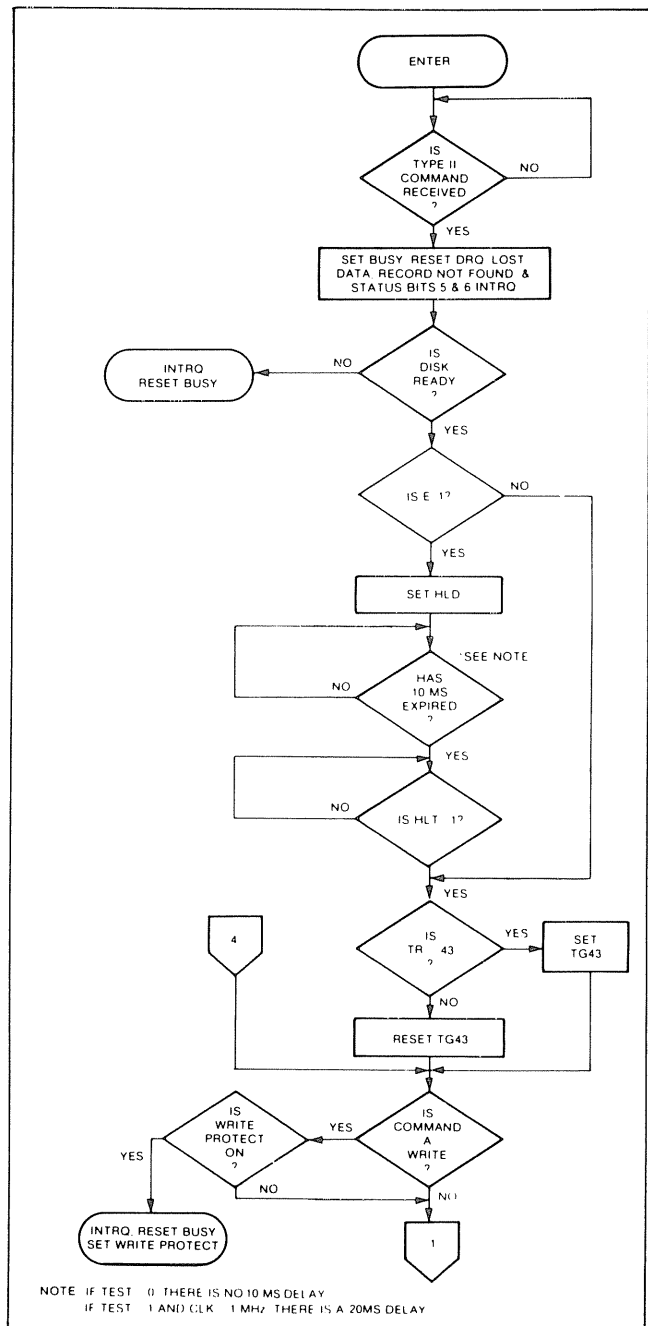 ENTER
IS
TYPE II
COMMAND
RECEIVED
?
NO
YES
SET BUSY RESET DRQ LOST
DATA, RECORD NOT FOUND &
STATUS BITS 5 & 6 INTRQ
IS
DISK
READY
?
NO
INTRQ
RESET BUSY
YES
IS E 1?
NO
YES
SET HLD
*SEE NOTE
HAS
10 MS
EXPIRED
?
NO
YES
IS HLT 1?
NO
YES
4
IS
TR 43
?
YES
SET
TG43
NO
RESET TG43
IS
COMMAND
A
WRITE
?
YES
IS
WRITE
PROTECT
ON
?
YES
NO
NO
INTRQ, RESET BUSY
SET WRITE PROTECT
1
NOTE IF TEST 0 THERE IS NO 10 MS DELAY
IF TEST 1 AND CLK 1 MHz THERE IS A 20MS DELAY